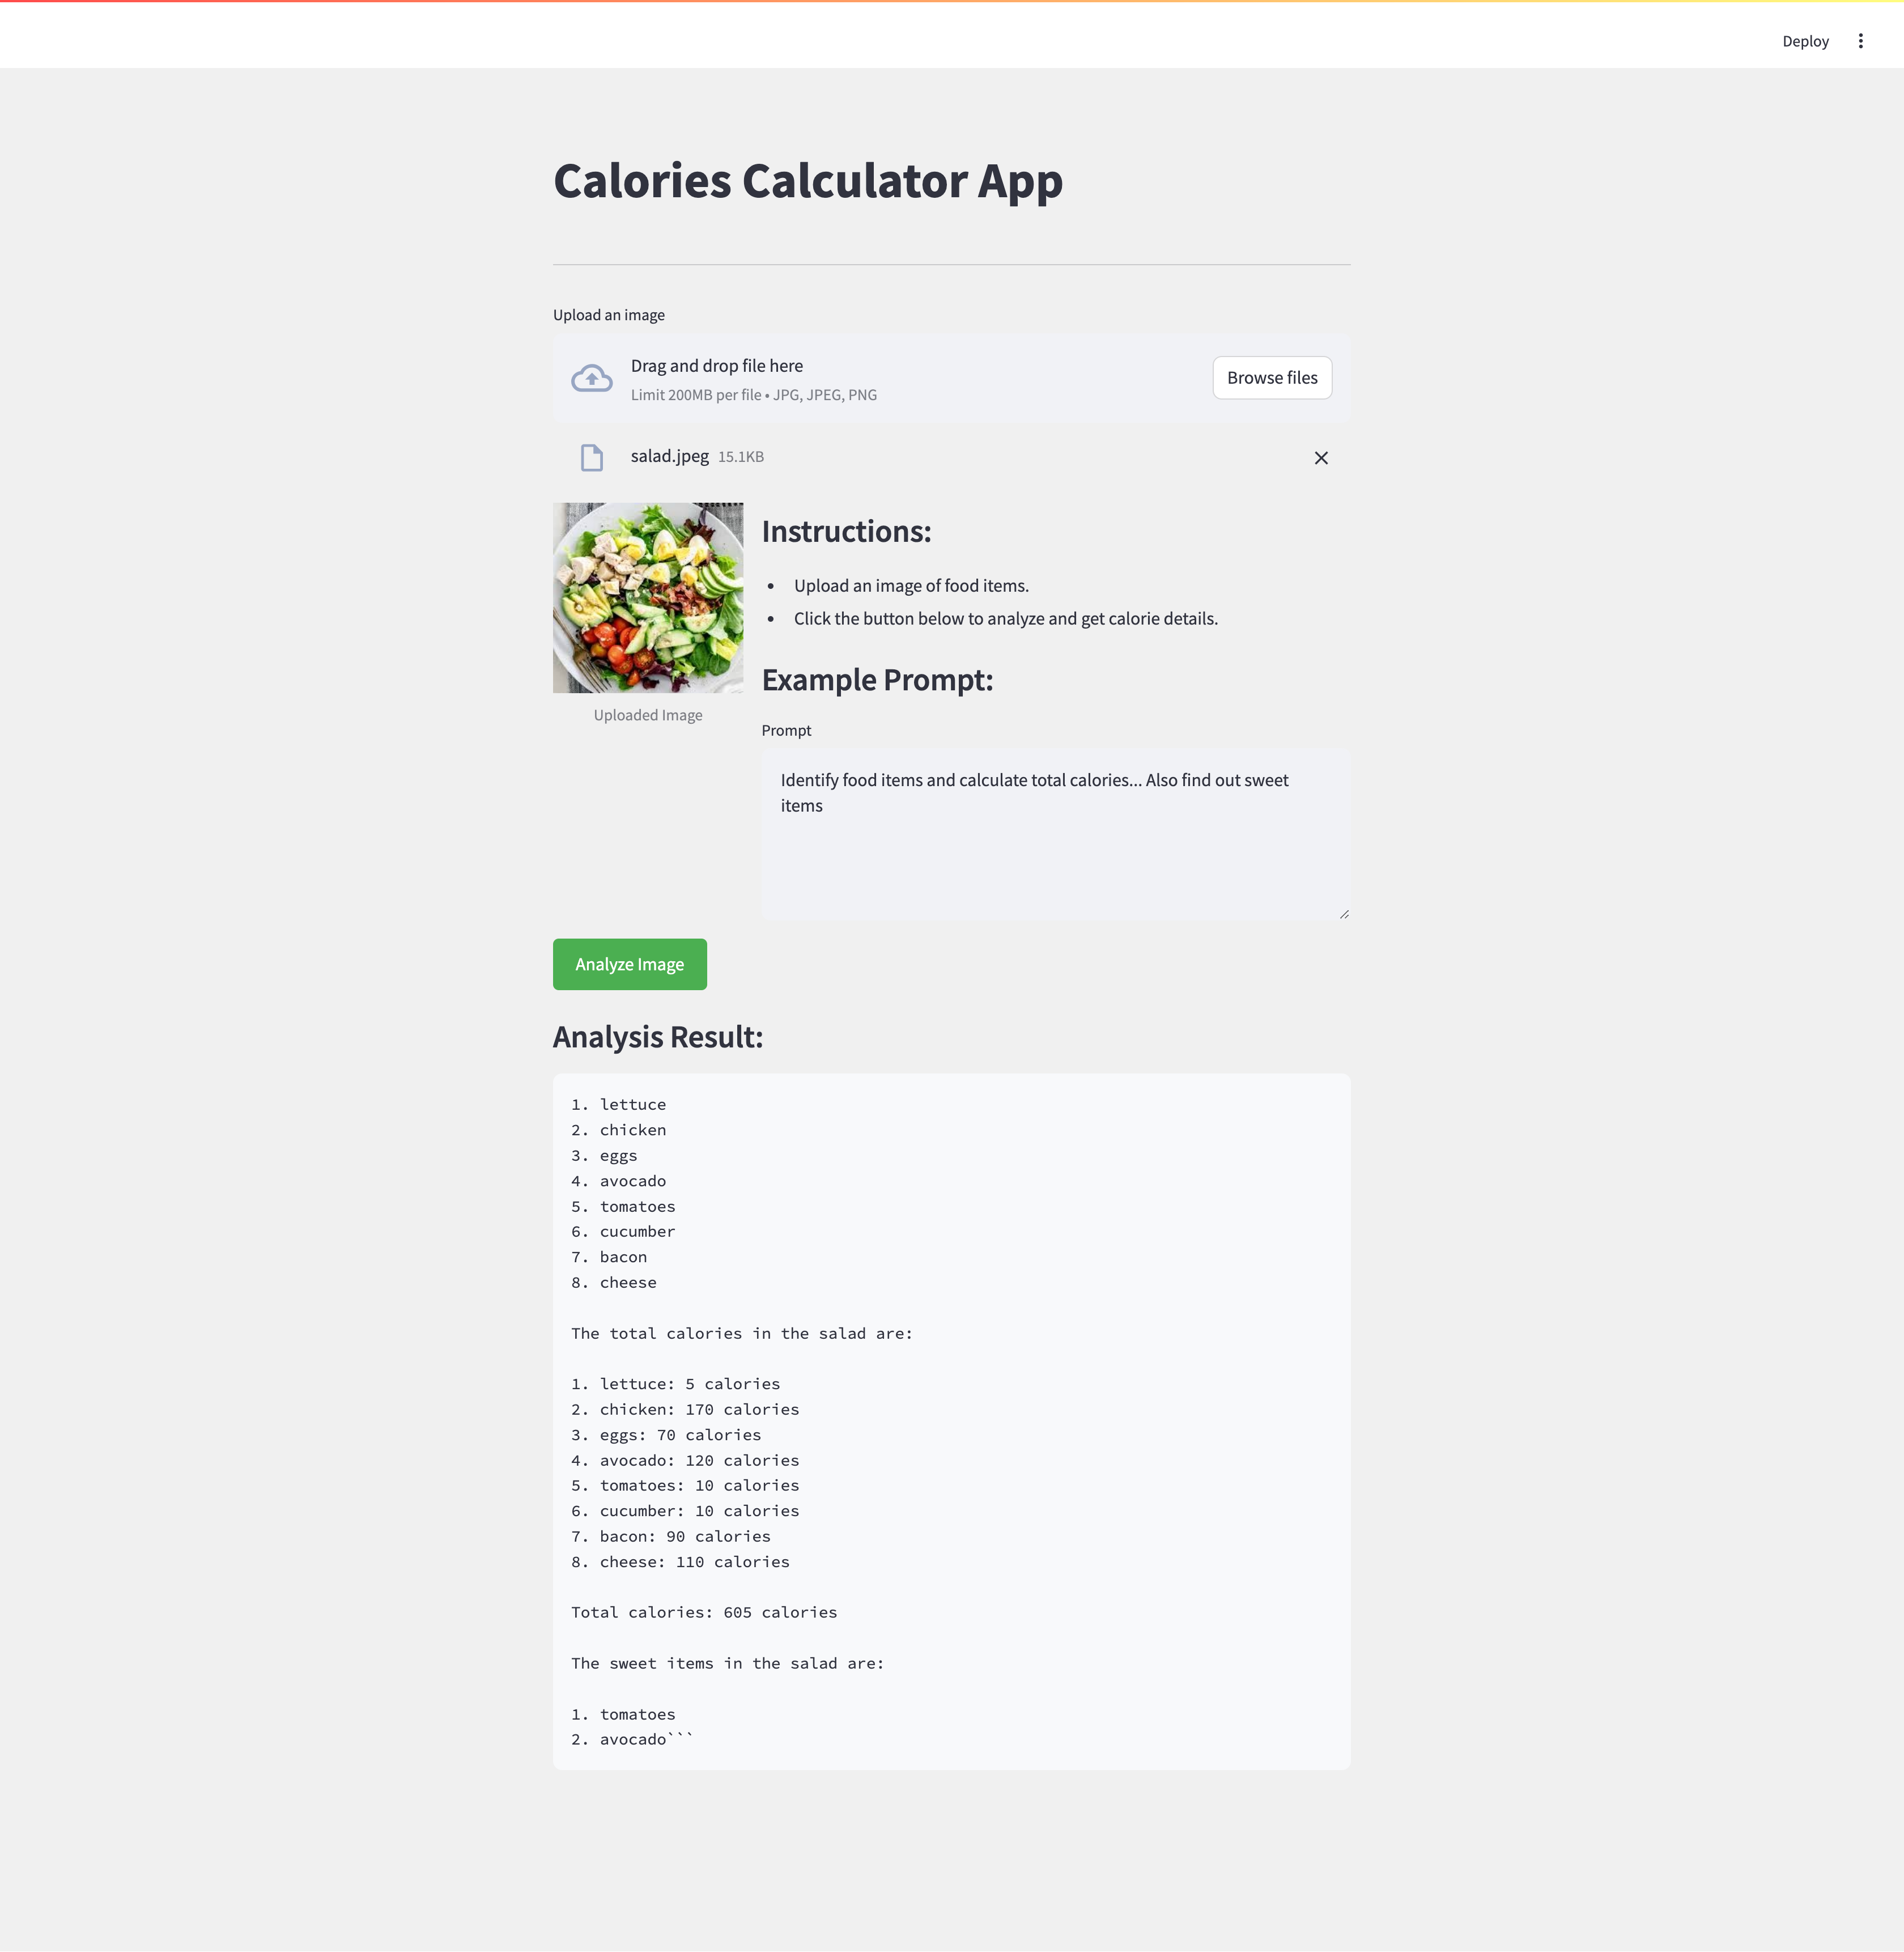 Deploy
Calories Calculator App
Upload an image
Drag and drop file here
Limit 200MB per file • JPG, JPEG, PNG
Browse files
salad.jpeg 15.1KB
Instructions:
• Upload an image of food items.
• Click the button below to analyze and get calorie details.
Example Prompt:
Uploaded Image
Prompt
Identify food items and calculate total calories... Also find out sweet
items
Analyze Image
Analysis Result:
1. lettuce
2. chicken
3. eggs
4. avocado
5. tomatoes
6. cucumber
7. bacon
8. cheese
The total calories in the salad are:
1. lettuce: 5 calories
2. chicken: 170 calories
3. eggs: 70 calories
4. avocado: 120 calories
5. tomatoes: 10 calories
6. cucumber: 10 calories
7. bacon: 90 calories
8. cheese: 110 calories
Total calories: 605 calories
The sweet items in the salad are:
1. tomatoes
2. avocado```